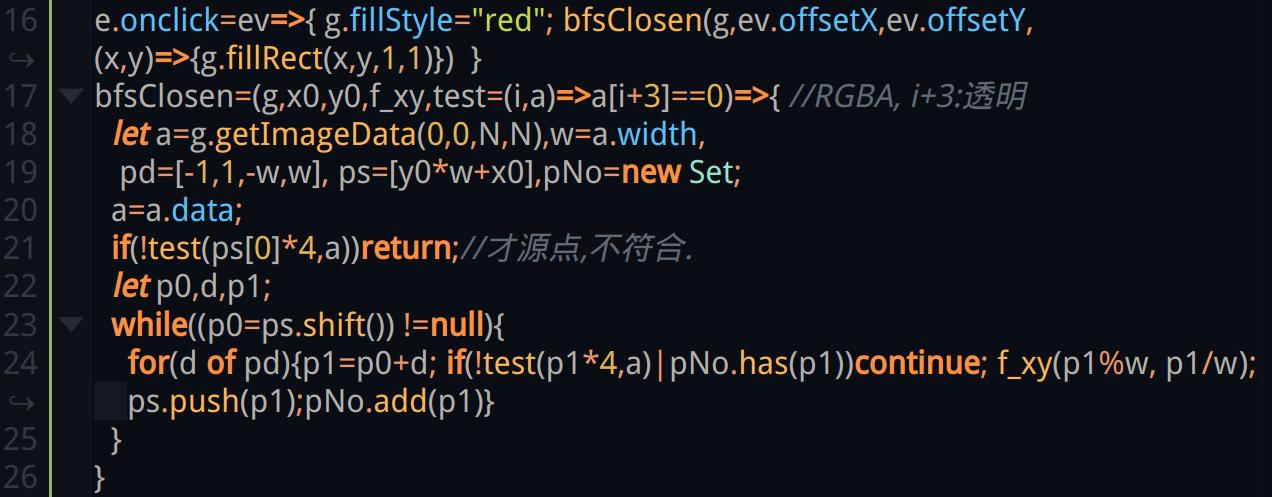 16 e.onclick=ev=>{ g.fillStyle="red"; bfsClosen(g,ev.offsetX,ev.offsetY,
(x,y)=>{g.fillRect(x,y,1,1)})  }
17 bfsClosen=(g,x0,y0,f_xy,test=(i,a)=>a[i+3]==0)=>{ //RGBA, i+3:透明
18 let a=g.getImageData(0,0,N,N),w=a.width,
19 pd=[-1,1,-w,w], ps=[y0*w+x0],pNo=new Set;
20 a=a.data;
21 if(!test(ps[0]*4,a))return;//才源点,不符合.
22 let p0,d,p1;
23 while((p0=ps.shift()) !=null){
24 for(d of pd){p1=p0+d; if(!test(p1*4,a)|pNo.has(p1))continue; f_xy(p1%w, p1/w);
ps.push(p1);pNo.add(p1)}
25 }
26 }